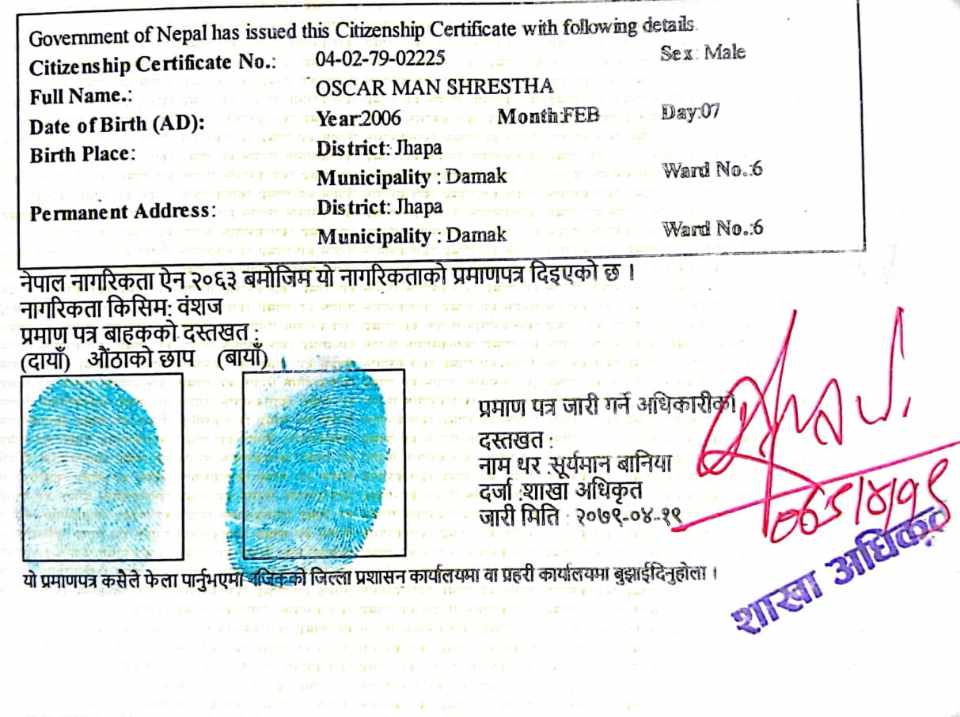 Government of Nepal has issued this Citizenship Certificate with following details.
Citizenship Certificate No.: 04-02-79-02225 Sex: Male
Full Name.: OSCAR MAN SHRESTHA
Date of Birth (AD): Year:2006 Month:FEB Day:07
Birth Place: District: Jhapa
Municipality : Damak Ward No.:6
Permanent Address: District: Jhapa
Municipality : Damak Ward No.:6
नेपाल नागरिकता ऐन २०६३ बमोजिम यो नागरिकताको प्रमाणपत्र दिइएको छ ।
नागरिकता किसिम: वंशज
प्रमाण पत्र बाहकको दस्तखत :
(दायाँ) औंठाको छाप (बायाँ)
प्रमाण पत्र जारी गर्ने अधिकारीको
दस्तखत :
नाम थर :सूर्यमान बानिया
दर्जा :शाखा अधिकृत
जारी मिति : २०७९-०४-१९
यो प्रमाणपत्र कसैले फेला पार्नुभएमा नजिकको जिल्ला प्रशासन कार्यालयमा वा प्रहरी कार्यालयमा बुझाईदिनुहोला ।
शाखा अधिकृत